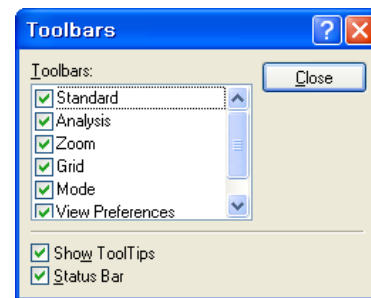 Toolbars
Toolbars:
Close
Standard
Analysis
Zoom
Grid
Mode
View Preferences
Show ToolTips
Status Bar